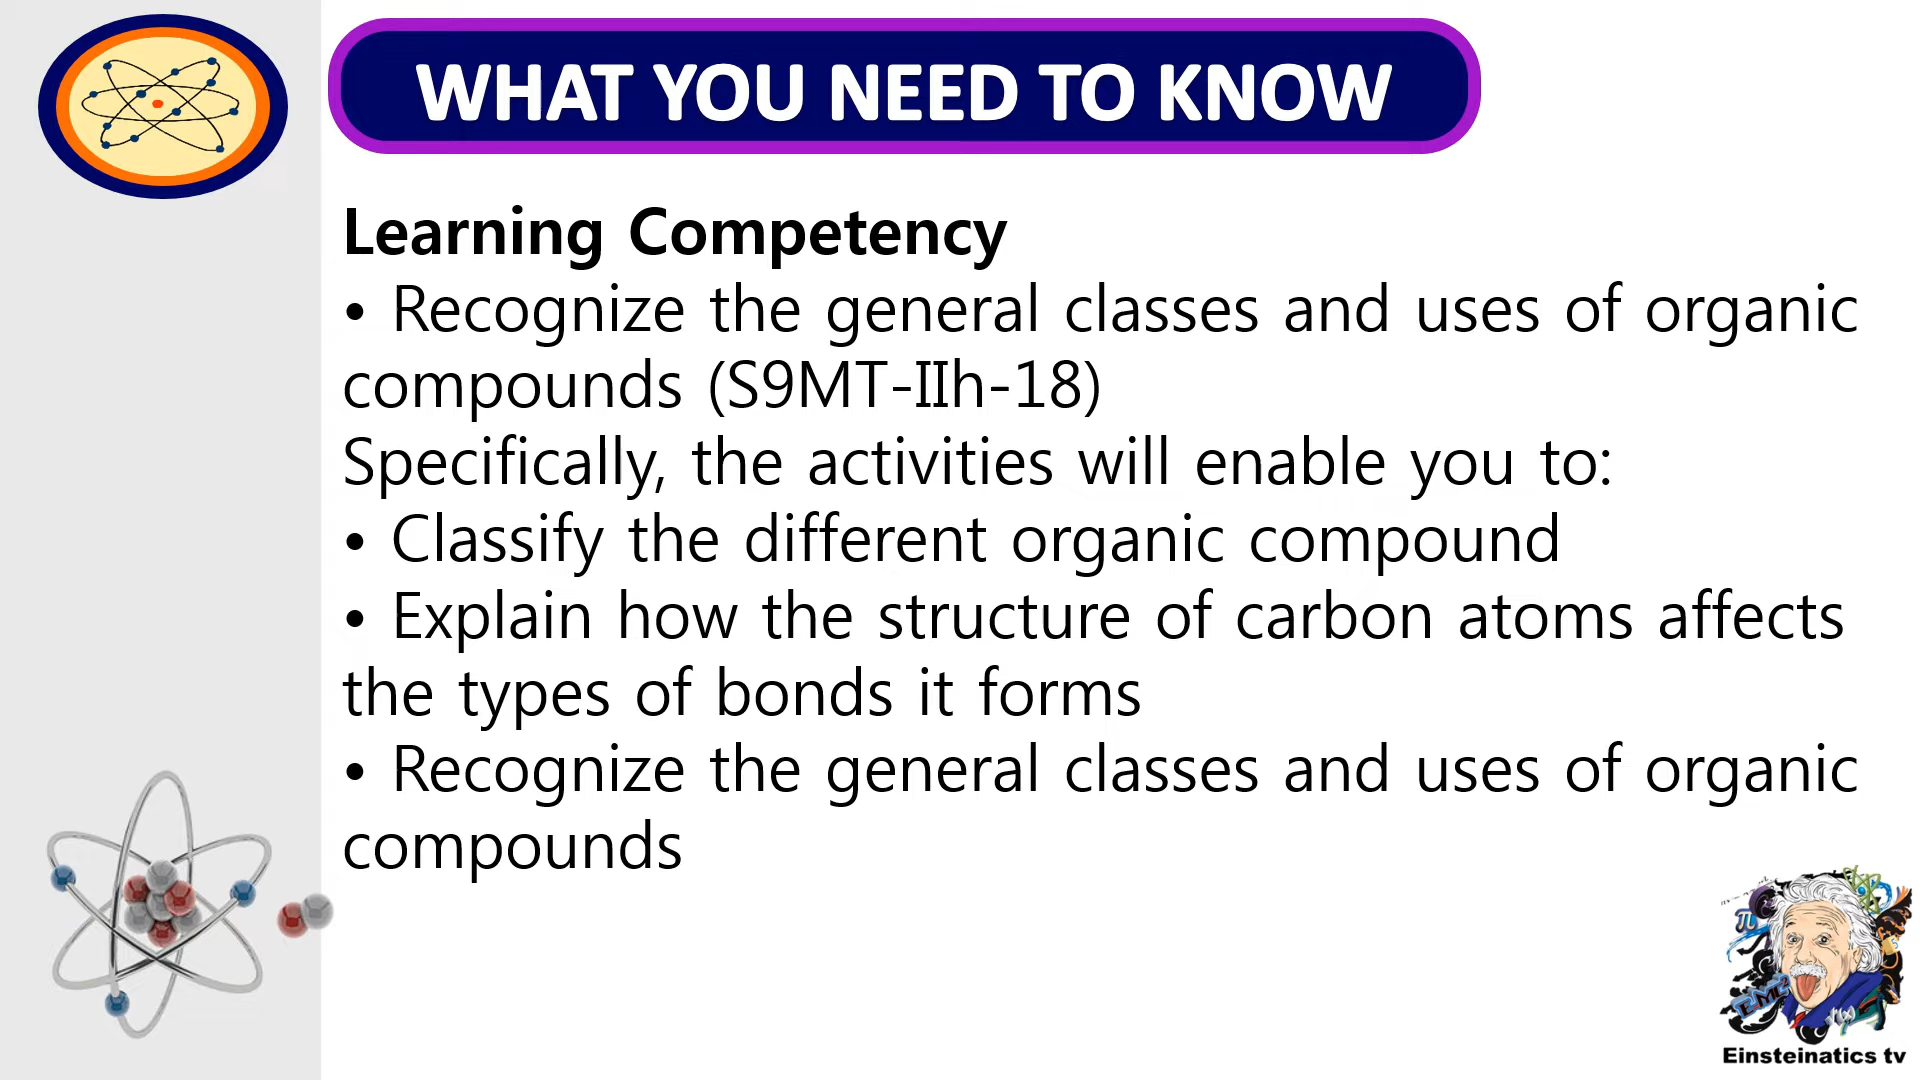 WHAT YOU NEED TO KNOW
Learning Competency
• Recognize the general classes and uses of organic
compounds (S9MT-IIh-18)
Specifically, the activities will enable you to:
• Classify the different organic compound
• Explain how the structure of carbon atoms affects
the types of bonds it forms
• Recognize the general classes and uses of organic
compounds
π
E=MC²
f(x)
Einsteinatics tv